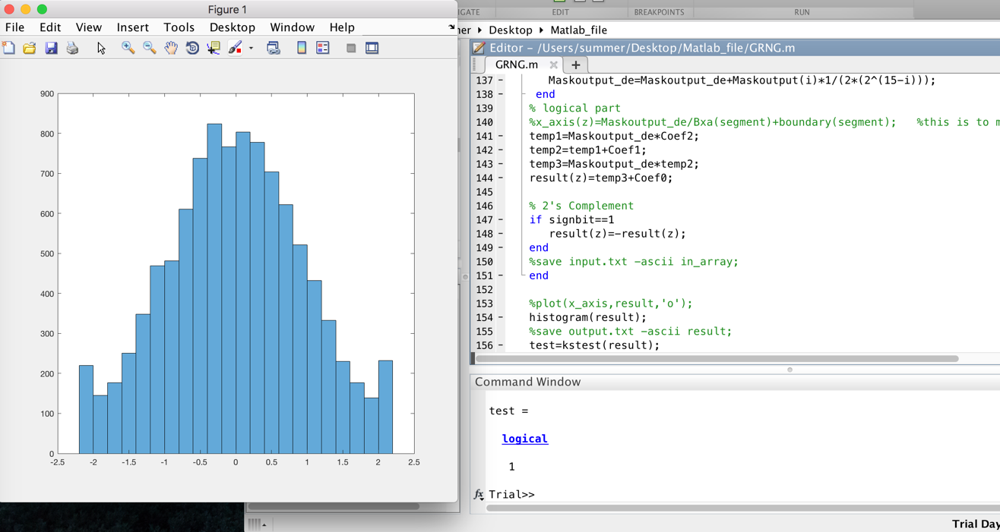 Figure 1
File Edit View Insert Tools Desktop Window Help
900
800
700
600
500
400
300
200
100
0
-2.5 -2 -1.5 -1 -0.5 0 0.5 1 1.5 2 2.5
EDIT BREAKPOINTS RUN
Desktop Matlab_file
Editor – /Users/summer/Desktop/Matlab_file/GRNG.m
GRNG.m
137 - Maskoutput_de=Maskoutput_de+Maskoutput(i)*1/(2*(2^(15-i)));
138 - end
139 % logical part
140 %x_axis(z)=Maskoutput_de/Bxa(segment)+boundary(segment); %this is to
141 - temp1=Maskoutput_de*Coef2;
142 - temp2=temp1+Coef1;
143 - temp3=Maskoutput_de*temp2;
144 - result(z)=temp3+Coef0;
145
146 % 2's Complement
147 - if signbit==1
148 - result(z)=-result(z);
149 - end
150 %save input.txt -ascii in_array;
151 - end
152
153 %plot(x_axis,result,'o');
154 - histogram(result);
155 %save output.txt -ascii result;
156 - test=kstest(result);
Command Window
test =
logical
1
fx Trial>>
Trial Day